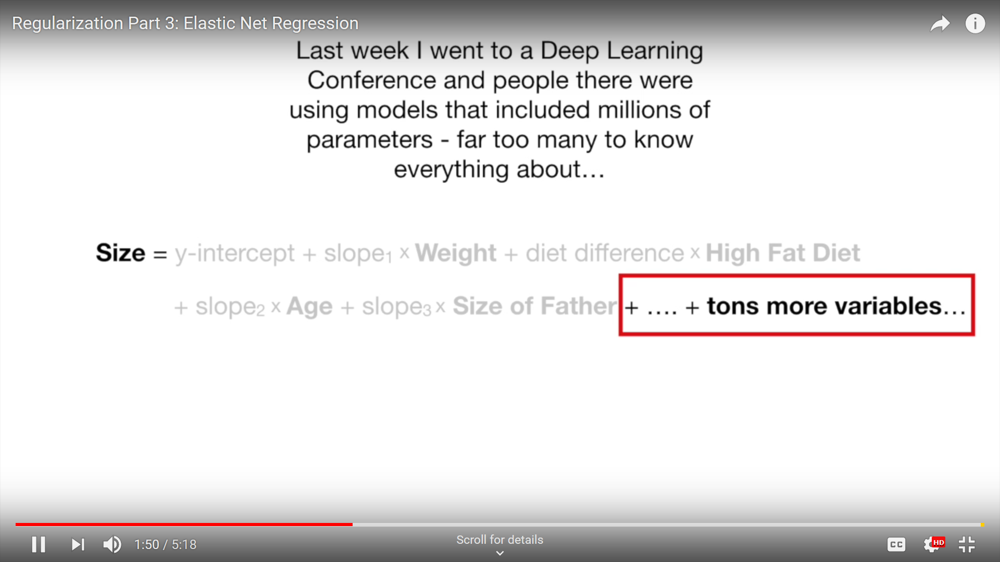 Regularization Part 3: Elastic Net Regression
Last week I went to a Deep Learning
Conference and people there were
using models that included millions of
parameters - far too many to know
everything about...
Size = y-intercept + slope₁ x Weight + diet difference x High Fat Diet
+ slope₂ x Age + slope₃ x Size of Father + .... + tons more variables...
1:50 / 5:18
Scroll for details
CC
HD